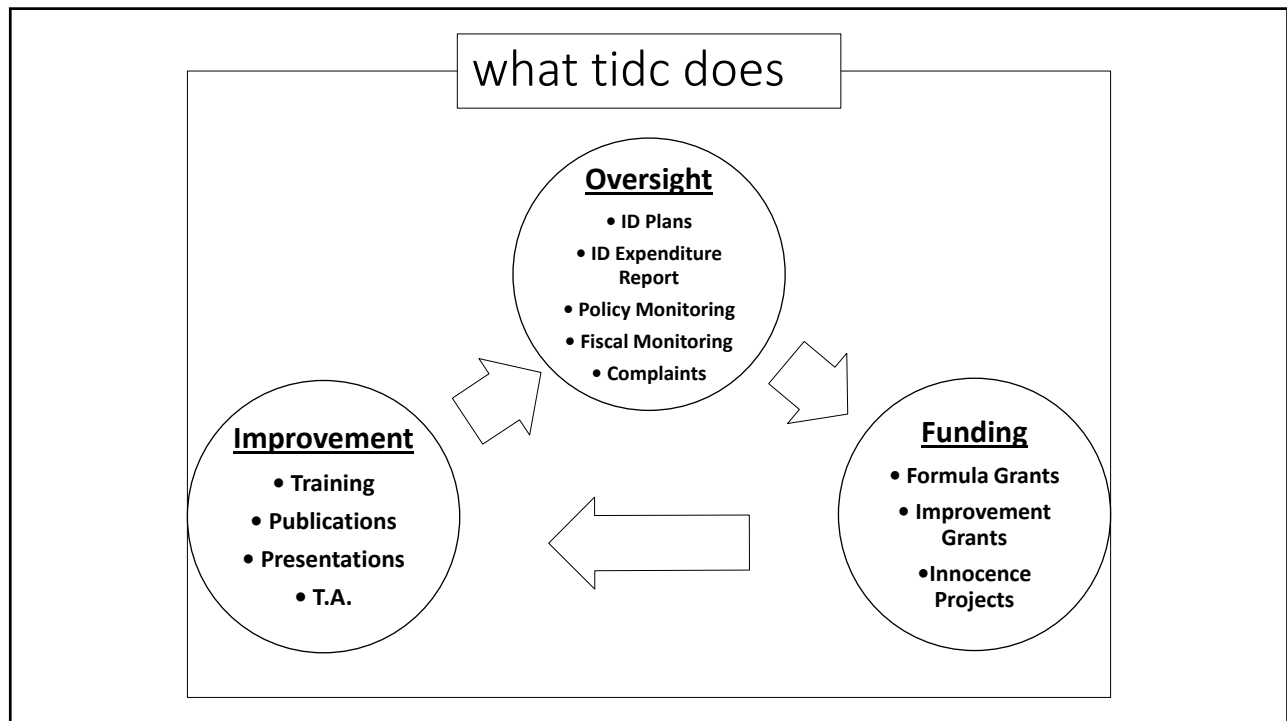 what tidc does
Oversight
• ID Plans
• ID Expenditure
Report
• Policy Monitoring
• Fiscal Monitoring
• Complaints
Improvement
• Training
• Publications
• Presentations
• T.A.
Funding
• Formula Grants
• Improvement
Grants
•Innocence
Projects